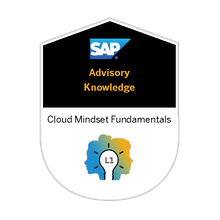 SAP
Advisory
Knowledge
Cloud Mindset Fundamentals
L1